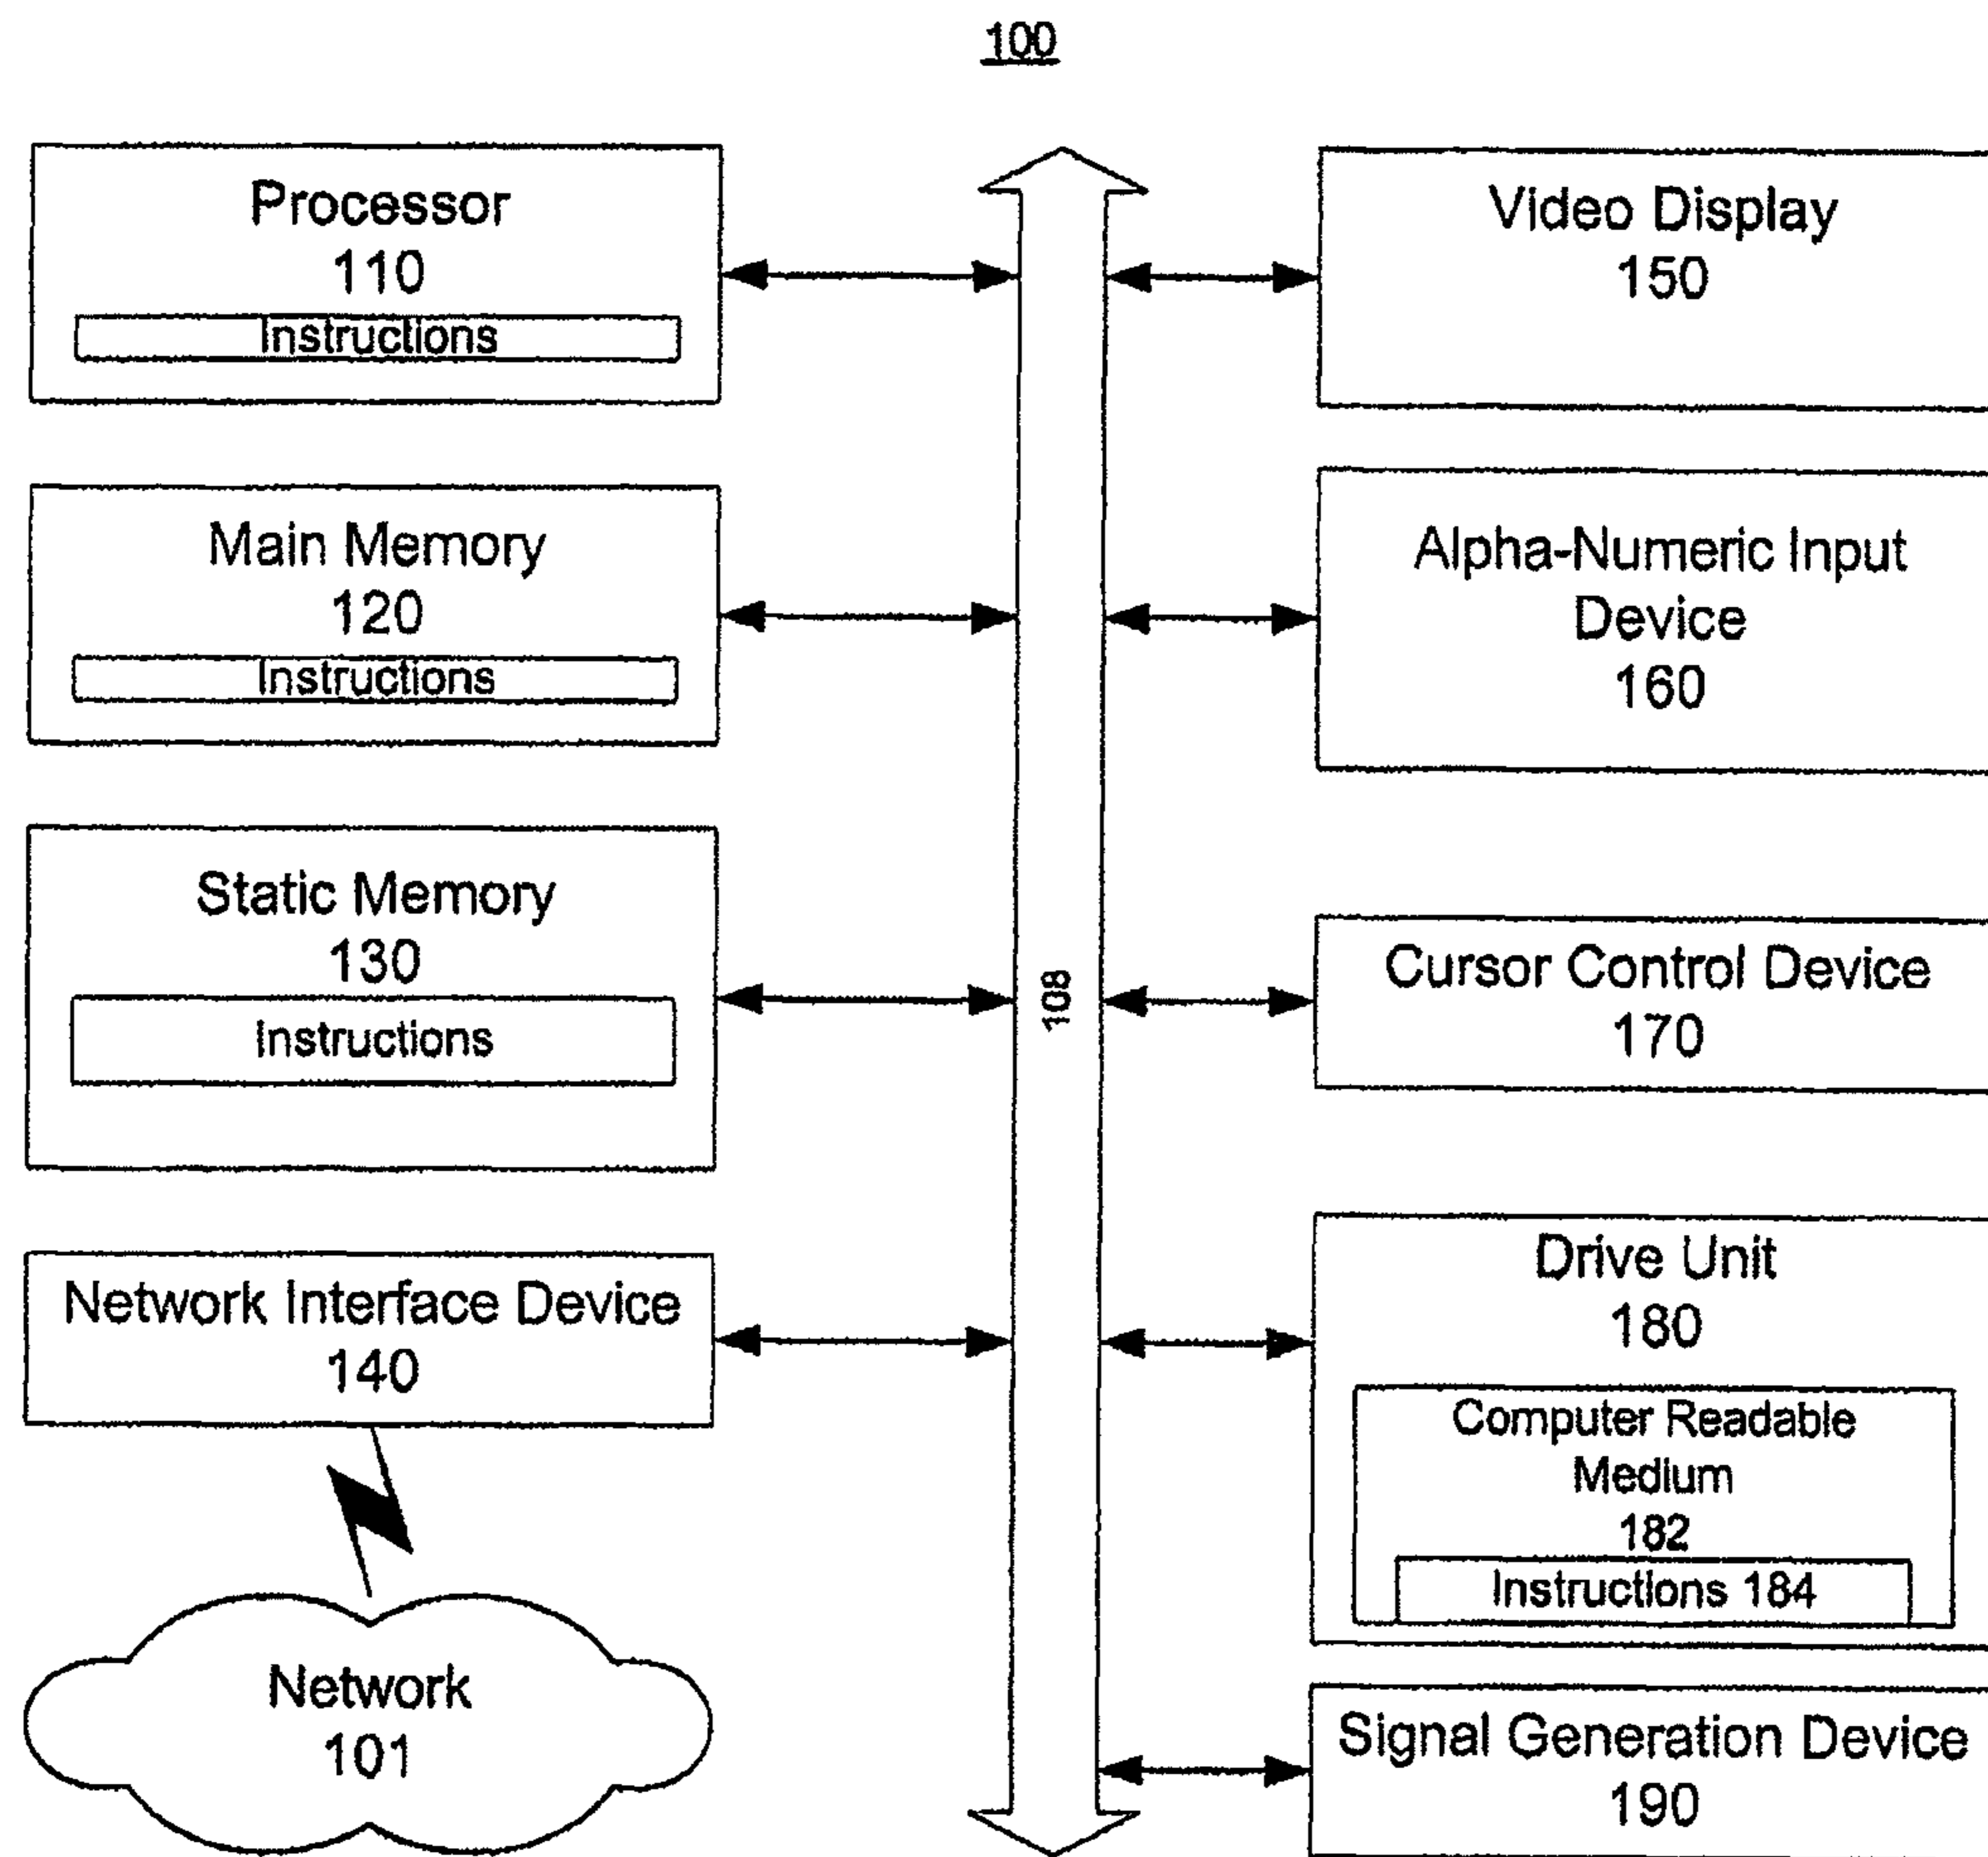 100
Processor
110
Instructions
Main Memory
120
Instructions
Static Memory
130
Instructions
Network Interface Device
140
Network
101
108
Video Display
150
Alpha-Numeric Input
Device
160
Cursor Control Device
170
Drive Unit
180
Computer Readable
Medium
182
Instructions 184
Signal Generation Device
190